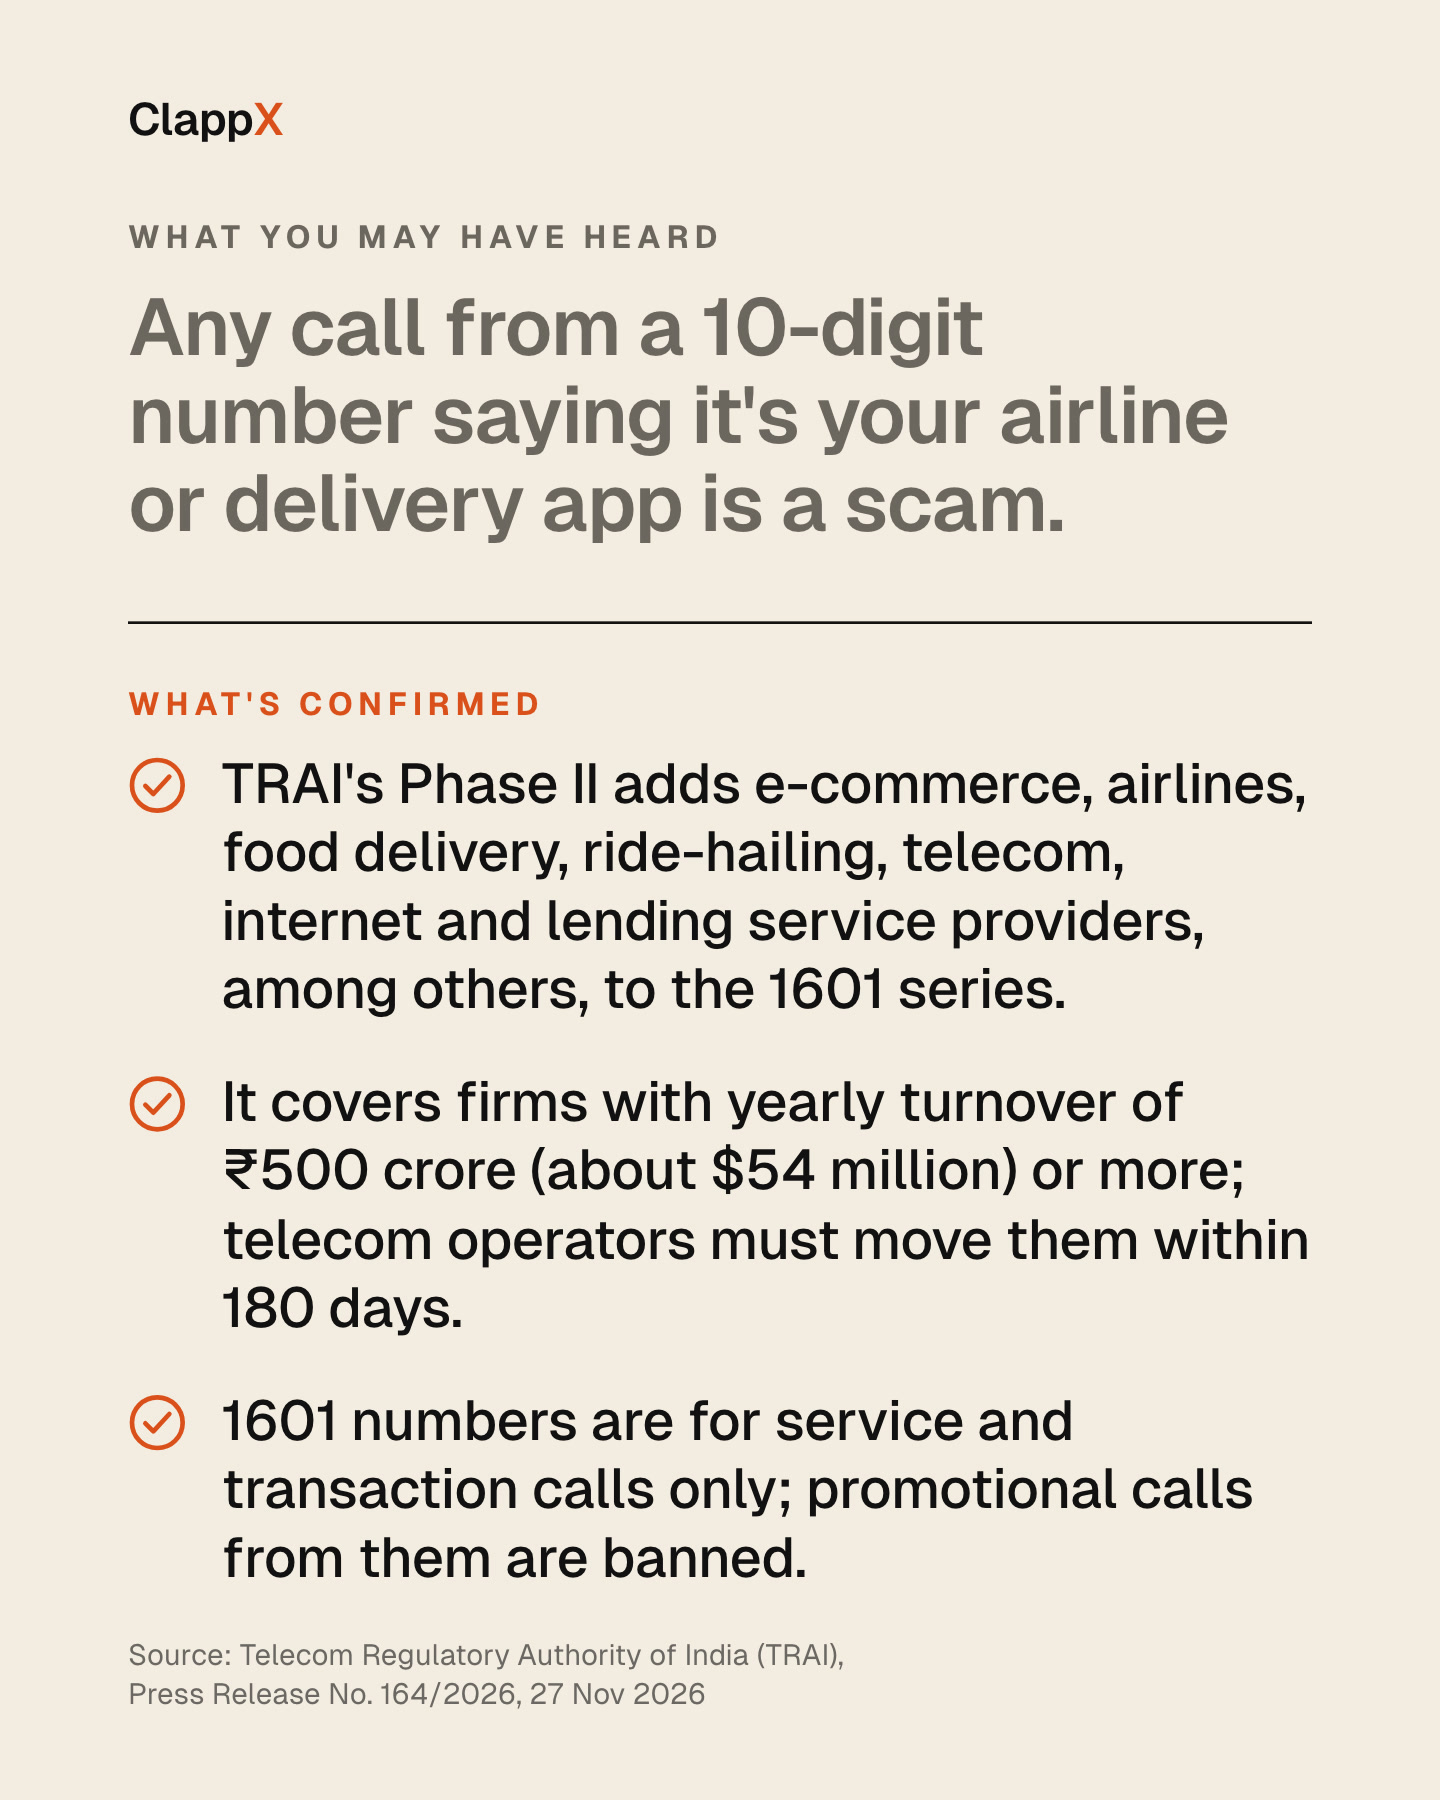 ClappX
WHAT YOU MAY HAVE HEARD
Any call from a 10-digit
number saying it's your airline
or delivery app is a scam.
WHAT'S CONFIRMED
TRAI's Phase II adds e-commerce, airlines,
food delivery, ride-hailing, telecom,
internet and lending service providers,
among others, to the 1601 series.
It covers firms with yearly turnover of
₹500 crore (about $54 million) or more;
telecom operators must move them within
180 days.
1601 numbers are for service and
transaction calls only; promotional calls
from them are banned.
Source: Telecom Regulatory Authority of India (TRAI),
Press Release No. 164/2026, 27 Nov 2026